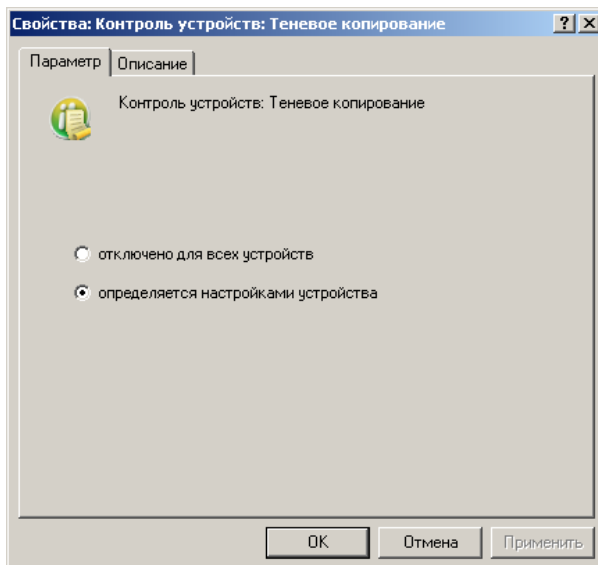 Свойства: Контроль устройств: Теневое копирование
Параметр Описание
Контроль устройств: Теневое копирование
отключено для всех устройств
определяется настройками устройства
OK Отмена Применить